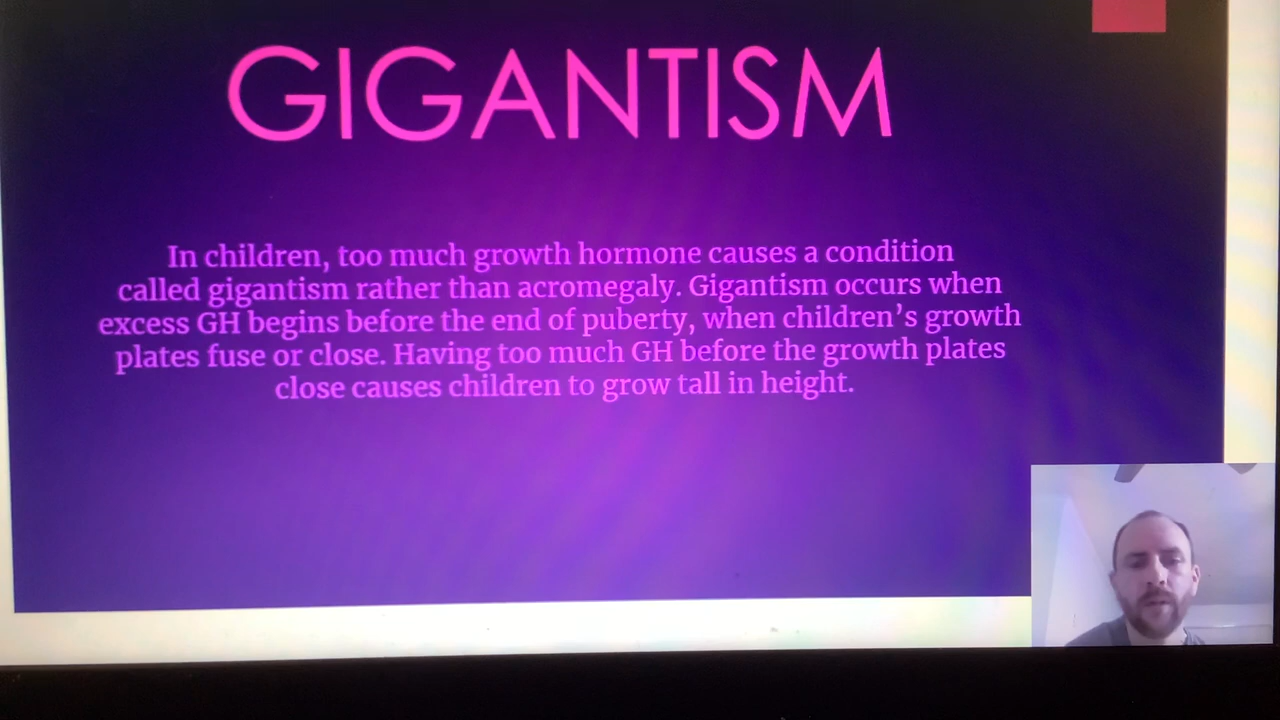 GIGANTISM
In children, too much growth hormone causes a condition
called gigantism rather than acromegaly. Gigantism occurs when
excess GH begins before the end of puberty, when children’s growth
plates fuse or close. Having too much GH before the growth plates
close causes children to grow tall in height.